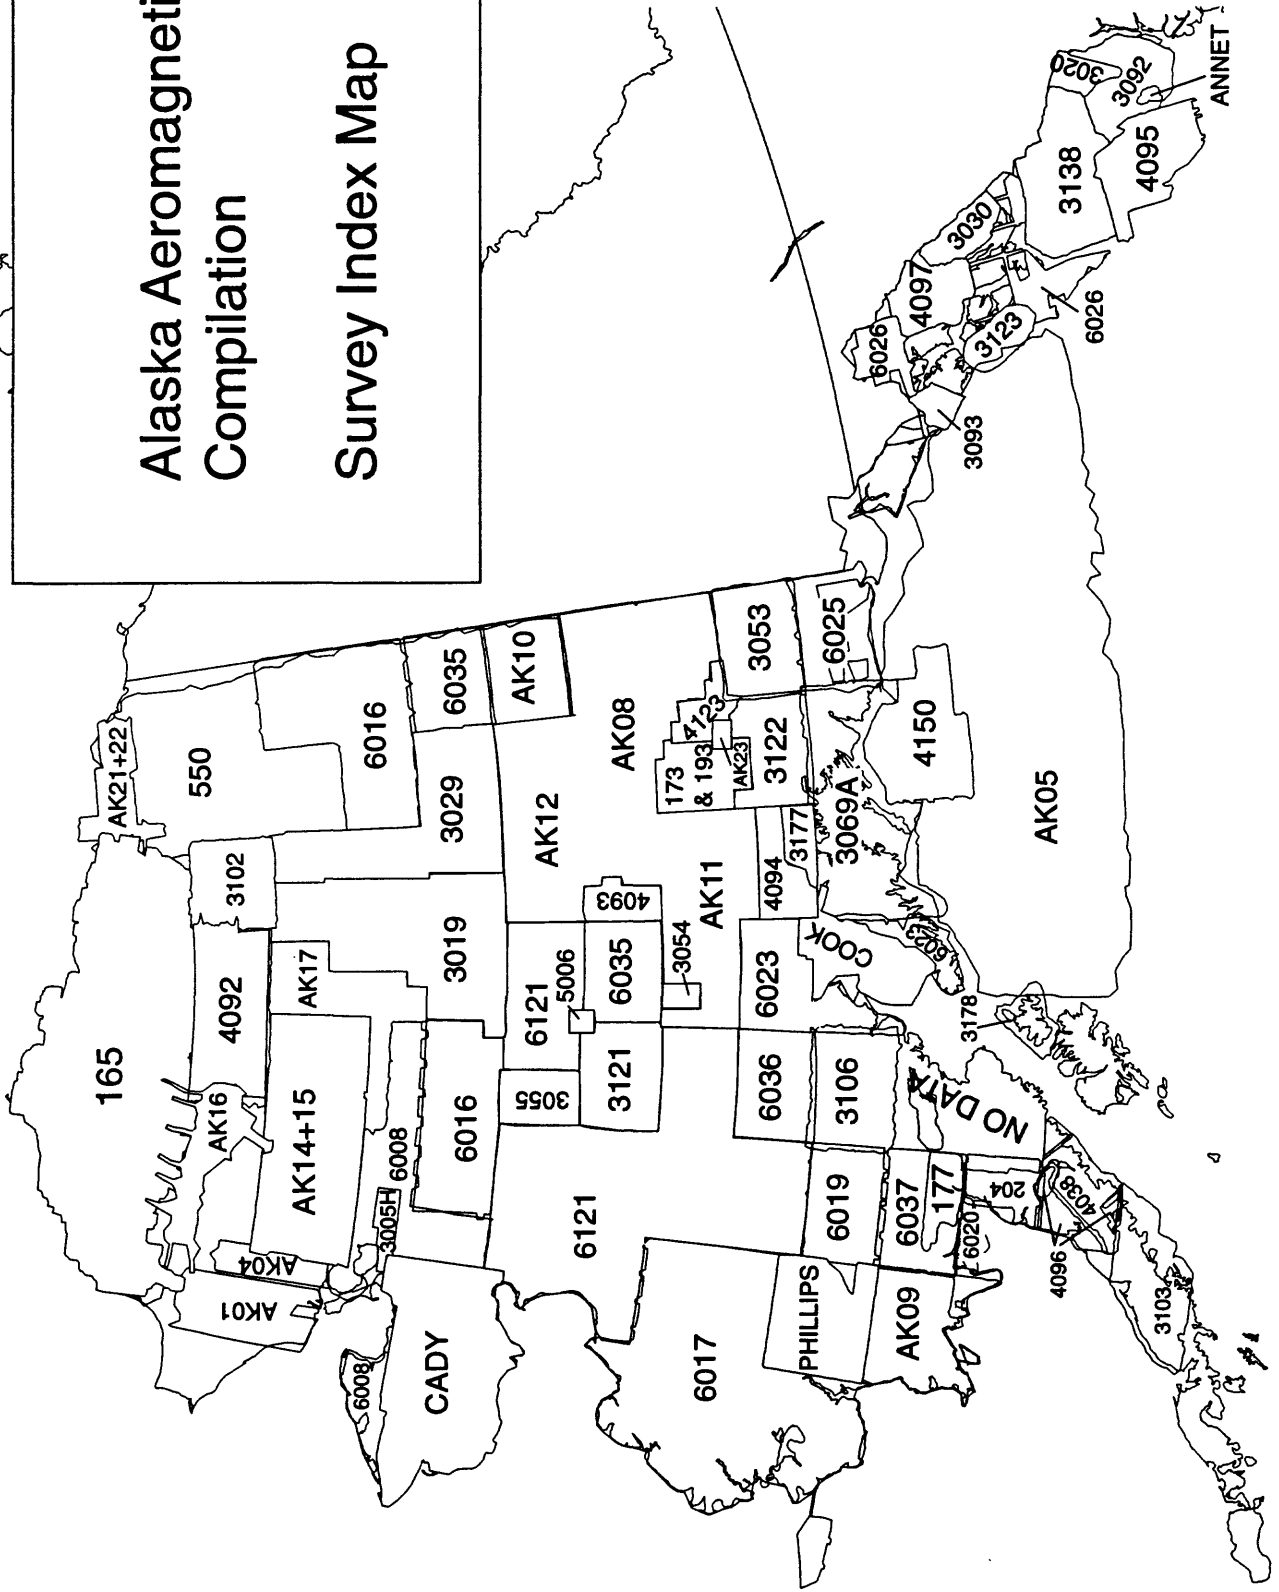 Alaska Aeromagneti
Compilation
Survey Index Map
165
AK21+22
550
3102
4092
AK16
AK17
AK14+15
AK04
AK01
6016
6035
AK10
3029
3019
6008
3005H
6016
6008
CADY
AK08
AK12
6121
5006
6035
4093
3055
3121
3054
AK11
6121
6017
173
& 193
4123
AK23
3053
3122
6025
4094
3177
3069A
6023
COOK
6036
3106
6019
PHILLIPS
AK09
6037
177
6020
204
NO DATA
4038
4096
3103
3178
6023
4150
AK05
3093
6026
4097
3030
3123
6026
3138
3020
3092
4095
ANNET